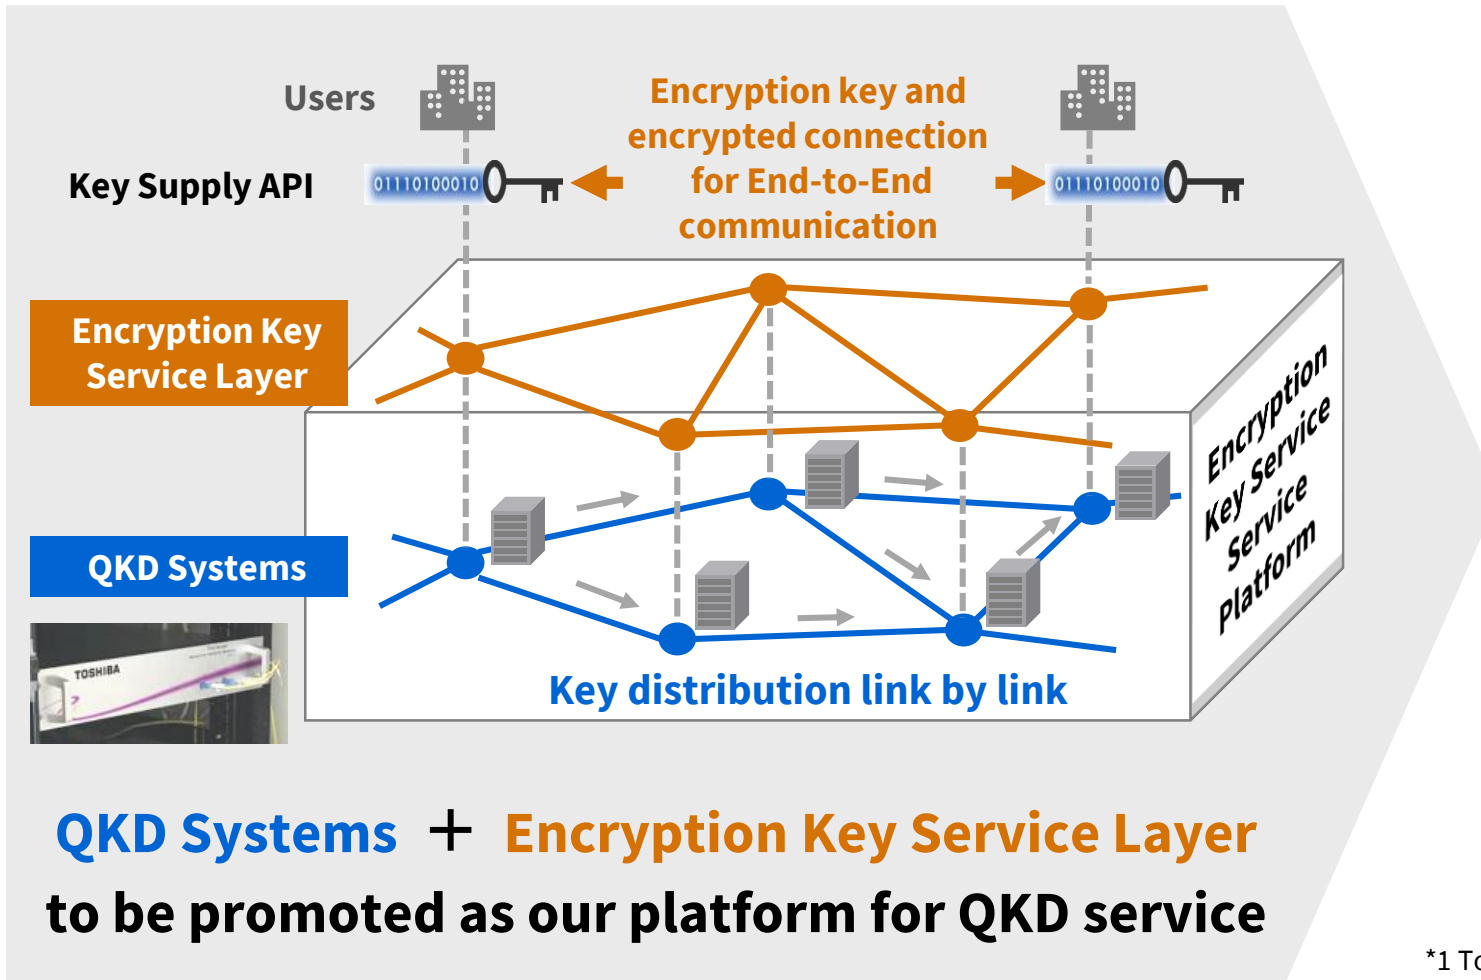 Users
Encryption key and
encrypted connection
for End-to-End
communication
Key Supply API
01110100010
01110100010
Encryption Key
Service Layer
Encryption
Key Service
Service
Platform
QKD Systems
TOSHIBA
Key distribution link by link
QKD Systems + Encryption Key Service Layer
to be promoted as our platform for QKD service
*1 To